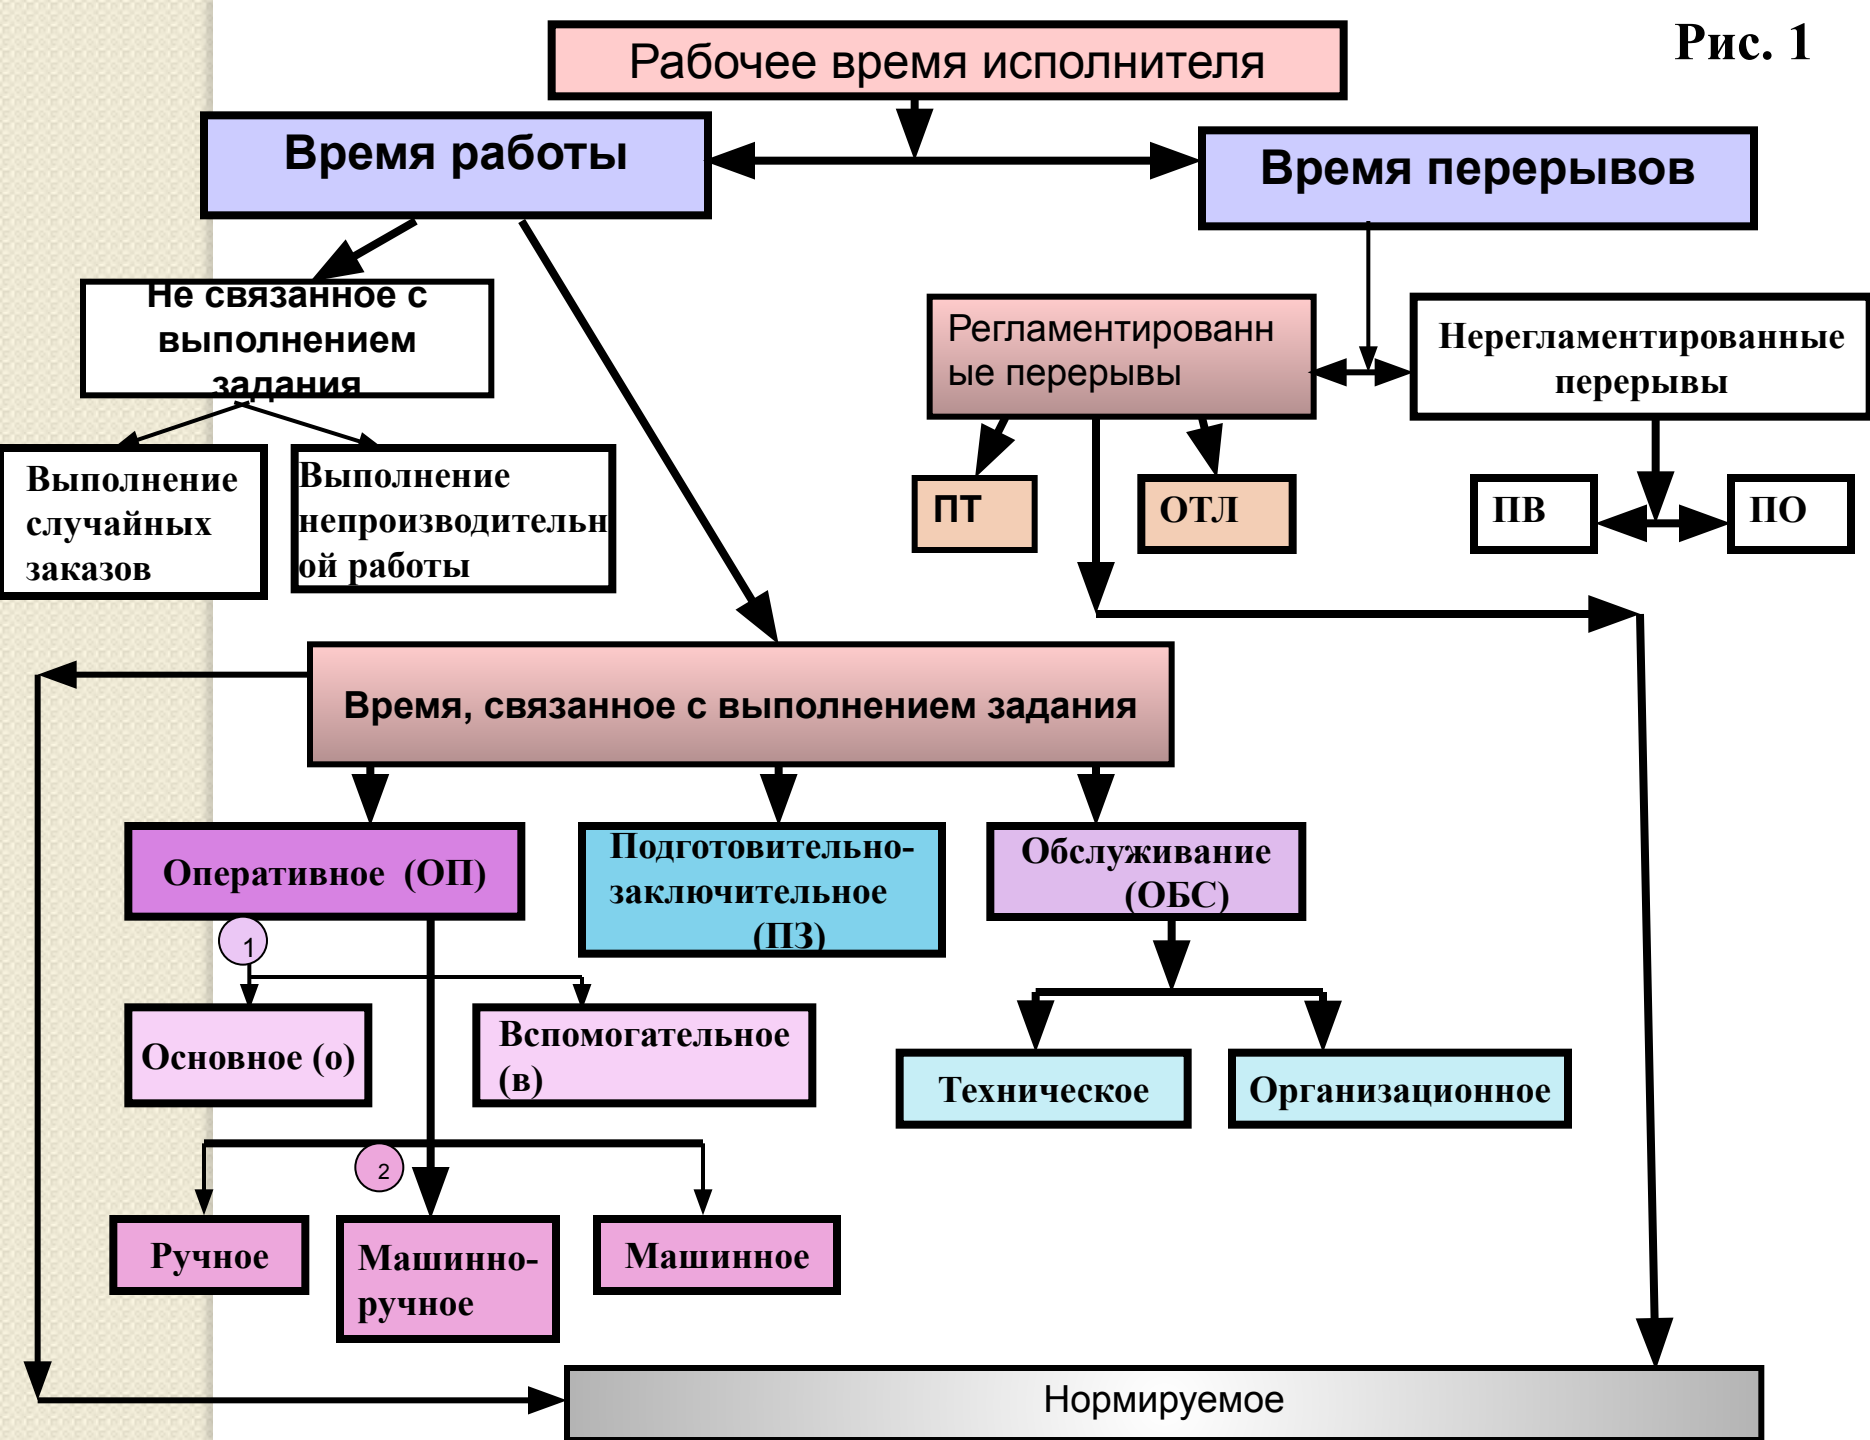 Рис. 1
Рабочее время исполнителя
Время работы
Время перерывов
Не связанное с
выполнением
задания
Регламентированн
ые перерывы
Нерегламентированные
перерывы
Выполнение
случайных
заказов
Выполнение
непроизводительн
ой работы
ПТ
ОТЛ
ПВ
ПО
Время, связанное с выполнением задания
Оперативное (ОП)
Подготовительно-
заключительное
(ПЗ)
Обслуживание
(ОБС)
1
Основное (о)
Вспомогательное
(в)
Техническое
Организационное
2
Ручное
Машинно-
ручное
Машинное
Нормируемое